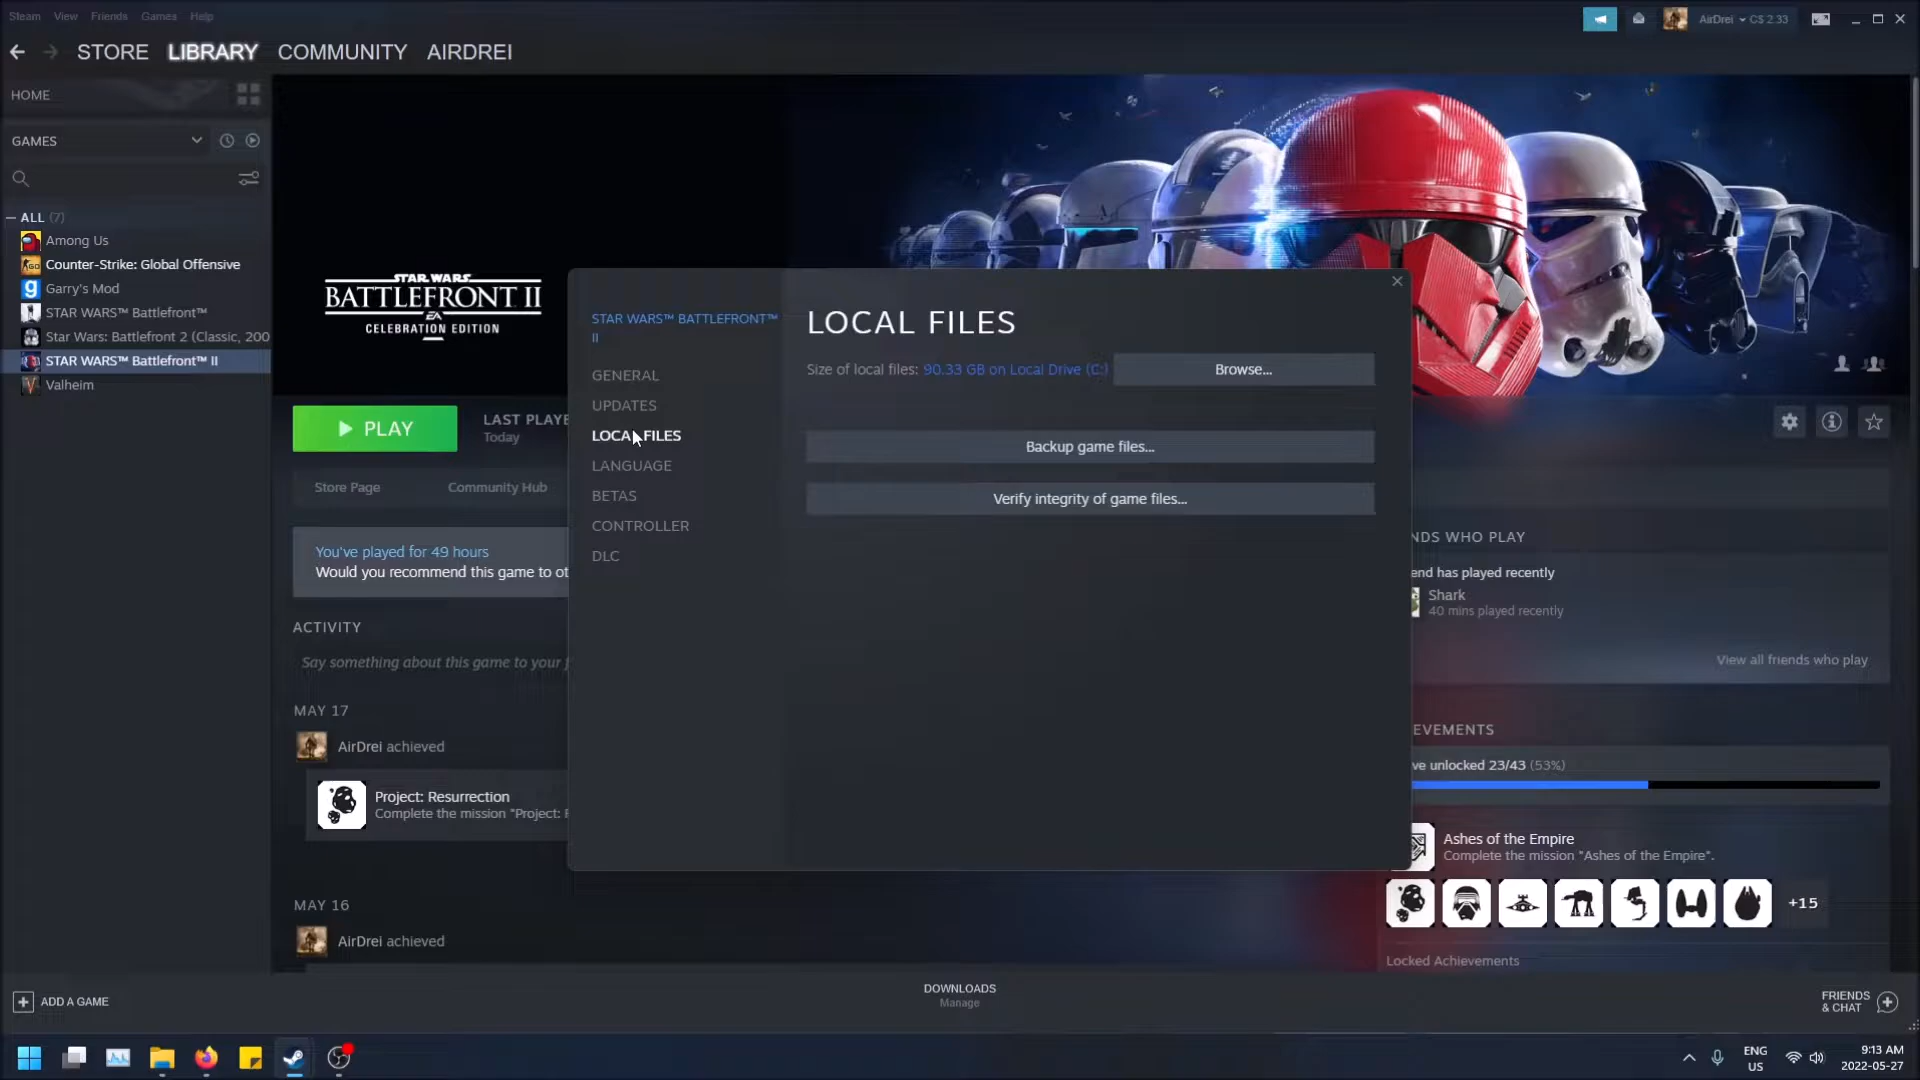 Steam View Friends Games Help
AirDrei C$ 2.33
STORE LIBRARY COMMUNITY AIRDREI
HOME
GAMES
ALL (7)
Among Us
Counter-Strike: Global Offensive
Garry's Mod
STAR WARS™ Battlefront™
Star Wars: Battlefront 2 (Classic, 200
STAR WARS™ Battlefront™ II
Valheim
STAR WARS
BATTLEFRONT II
EA
CELEBRATION EDITION
PLAY
LAST PLAYE
Today
Store Page Community Hub
You've played for 49 hours
Would you recommend this game to ot
ACTIVITY
Say something about this game to your f
MAY 17
AirDrei achieved
Project: Resurrection
Complete the mission "Project: F
MAY 16
AirDrei achieved
STAR WARS™ BATTLEFRONT™
II
GENERAL
UPDATES
LOCAL FILES
LANGUAGE
BETAS
CONTROLLER
DLC
LOCAL FILES
Size of local files: 90.33 GB on Local Drive (C:) Browse...
Backup game files...
Verify integrity of game files...
NDS WHO PLAY
end has played recently
Shark
40 mins played recently
View all friends who play
EVEMENTS
ve unlocked 23/43 (53%)
Ashes of the Empire
Complete the mission "Ashes of the Empire".
+15
Locked Achievements
ADD A GAME
DOWNLOADS
Manage
FRIENDS
& CHAT
ENG
US
9:13 AM
2022-05-27